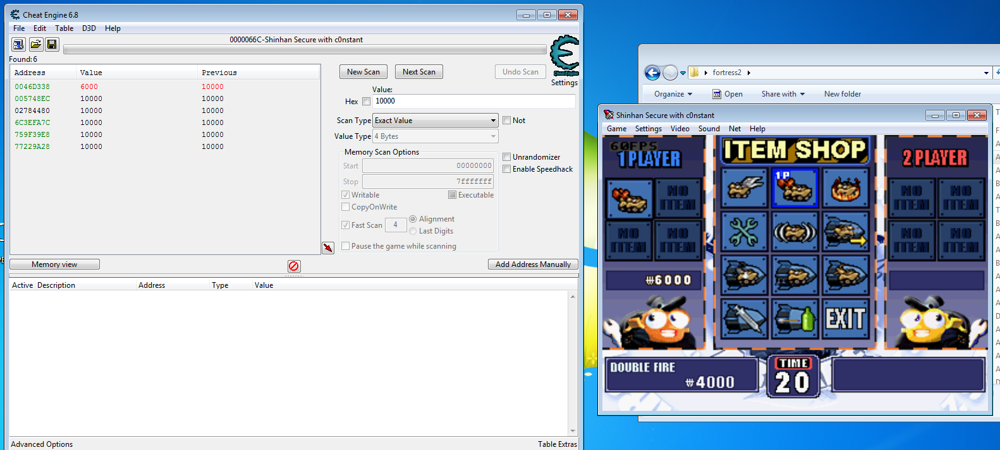 Cheat Engine 6.8
File Edit Table D3D Help
0000066C-Shinhan Secure with c0nstant
Found: 6
Cheat Engine
Settings
Address Value Previous
0046D338 6000 10000
005748EC 10000 10000
02784480 10000 10000
6C3EFA7C 10000 10000
759F39E8 10000 10000
77229A28 10000 10000
New Scan Next Scan Undo Scan
Value:
Hex 10000
Scan Type Exact Value Not
Value Type 4 Bytes
Memory Scan Options
Start 00000000
Stop 7fffffff
Unrandomizer
Enable Speedhack
Writable Executable
CopyOnWrite
Fast Scan 4 Alignment
Last Digits
Pause the game while scanning
Memory view Add Address Manually
Active Description Address Type Value
Advanced Options Table Extras
fortress2
Organize Open Share with New folder
Shinhan Secure with c0nstant
Game Settings Video Sound Net Help
60FPS
1 PLAYER
ITEM SHOP
2 PLAYER
1P
NO ITEM
NO ITEM
NO ITEM
NO ITEM
NO ITEM
NO ITEM
NO ITEM
₩6000
EXIT
DOUBLE FIRE
₩4000
TIME
20